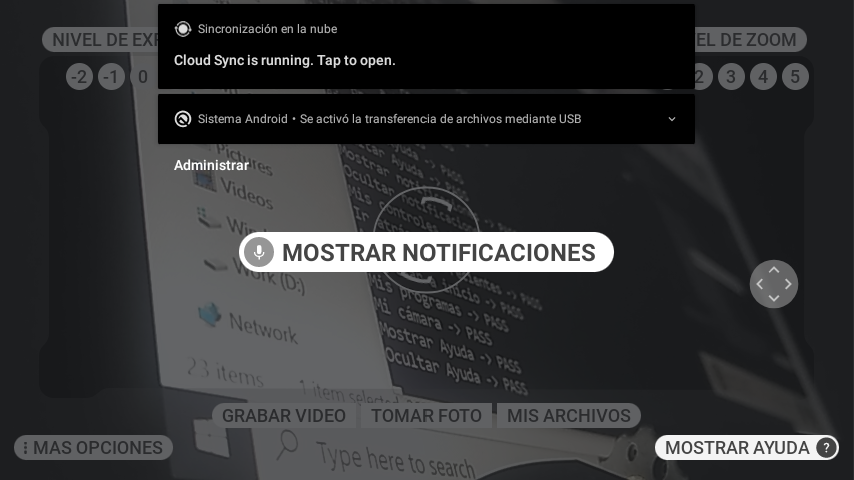 Sincronización en la nube
Cloud Sync is running. Tap to open.
Sistema Android • Se activó la transferencia de archivos mediante USB
Administrar
NIVEL DE
EL DE ZOOM
-2 -1 0
2 3 4 5
Pictures
Videos
Work (D:)
Network
23 items
1 item selected
Type here to search
Mostrar Ayuda -> PASS
Ocultar Ayuda -> PASS
Mis controles
MOSTRAR NOTIFICACIONES
Mis programas -> PASS
Mi cámara -> PASS
Mostrar Ayuda -> PASS
Ocultar Ayuda -> PASS
GRABAR VIDEO
TOMAR FOTO
MIS ARCHIVOS
MAS OPCIONES
MOSTRAR AYUDA ?